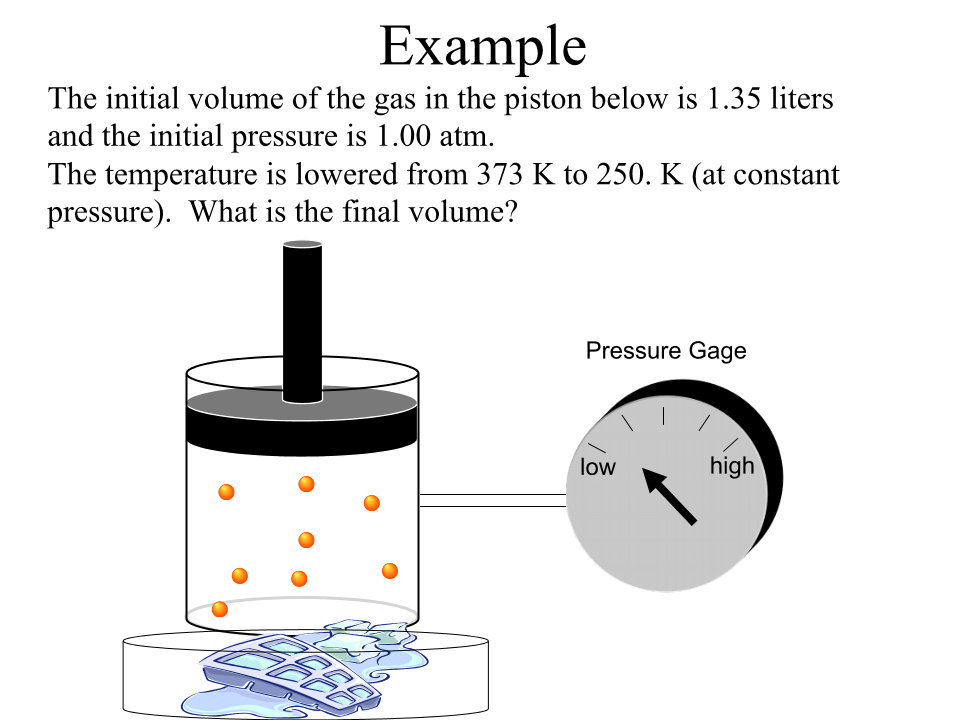 Example
The initial volume of the gas in the piston below is 1.35 liters
and the initial pressure is 1.00 atm.
The temperature is lowered from 373 K to 250. K (at constant
pressure).  What is the final volume?
Pressure Gage
low
high